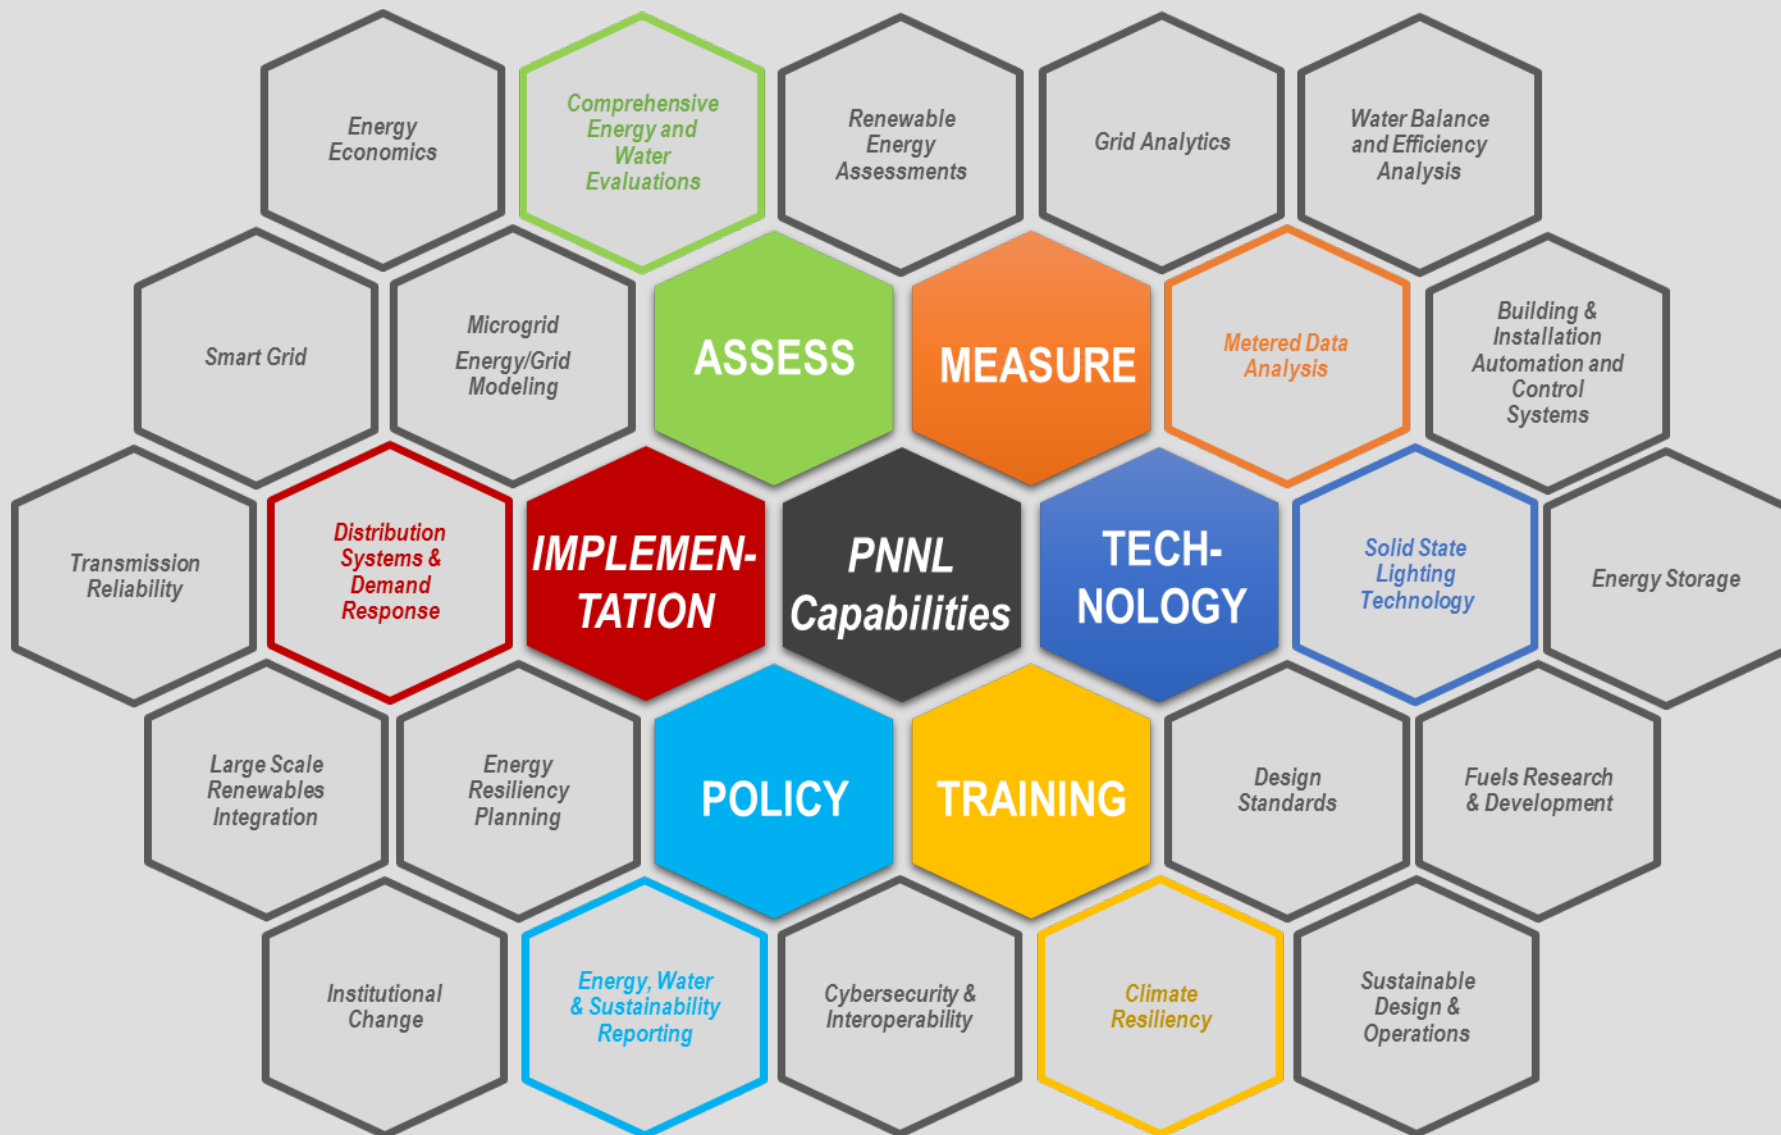 Energy
Economics
Comprehensive
Energy and
Water
Evaluations
Renewable
Energy
Assessments
Grid Analytics
Water Balance
and Efficiency
Analysis
Smart Grid
Microgrid
Energy/Grid
Modeling
ASSESS
MEASURE
Metered Data
Analysis
Building &
Installation
Automation and
Control
Systems
Transmission
Reliability
Distribution
Systems &
Demand
Response
IMPLEMEN-
TATION
PNNL
Capabilities
TECH-
NOLOGY
Solid State
Lighting
Technology
Energy Storage
Large Scale
Renewables
Integration
Energy
Resiliency
Planning
POLICY
TRAINING
Design
Standards
Fuels Research
& Development
Institutional
Change
Energy, Water
& Sustainability
Reporting
Cybersecurity &
Interoperability
Climate
Resiliency
Sustainable
Design &
Operations